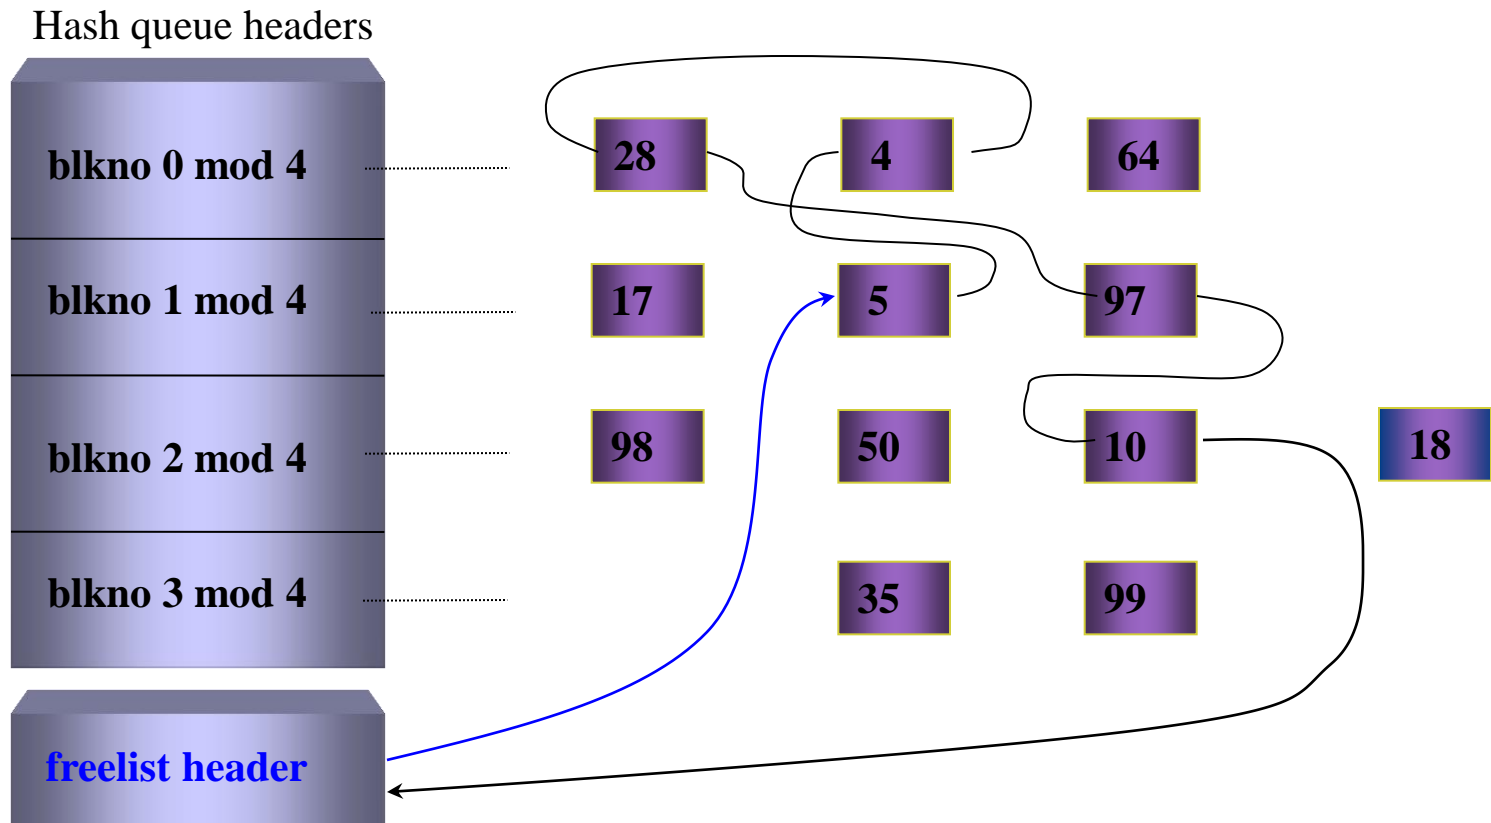 Hash queue headers
blkno 0 mod 4
28
4
64
blkno 1 mod 4
17
5
97
blkno 2 mod 4
98
50
10
18
blkno 3 mod 4
35
99
freelist header